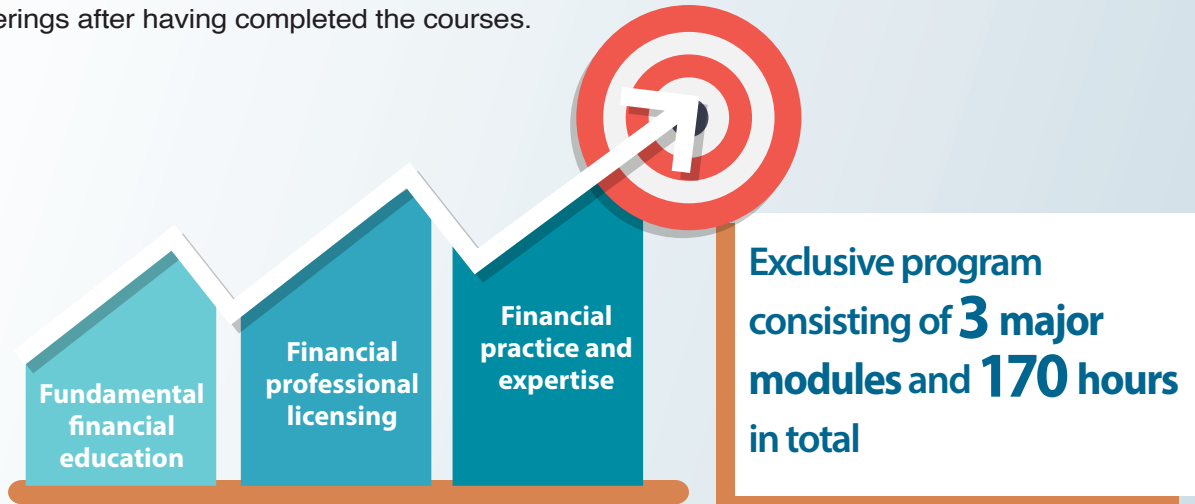 after having completed the courses.
Fundamental
financial
education
Financial
professional
licensing
Financial
practice and
expertise
Exclusive program
consisting of 3 major
modules and 170 hours
in total